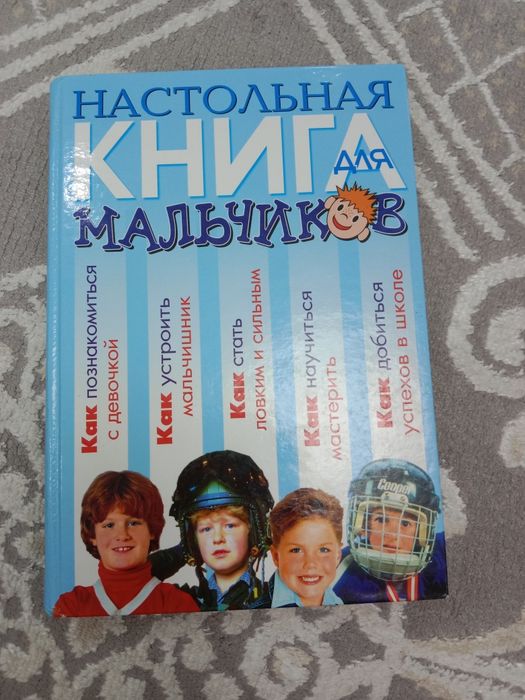 НАСТОЛЬНАЯ
КНИГА
для
МАЛЬЧИКОВ
Как познакомиться
с девочкой
Как устроить
мальчишник
Как стать
ловким и сильным
Как научиться
мастерить
Как добиться
успехов в школе
Cooper